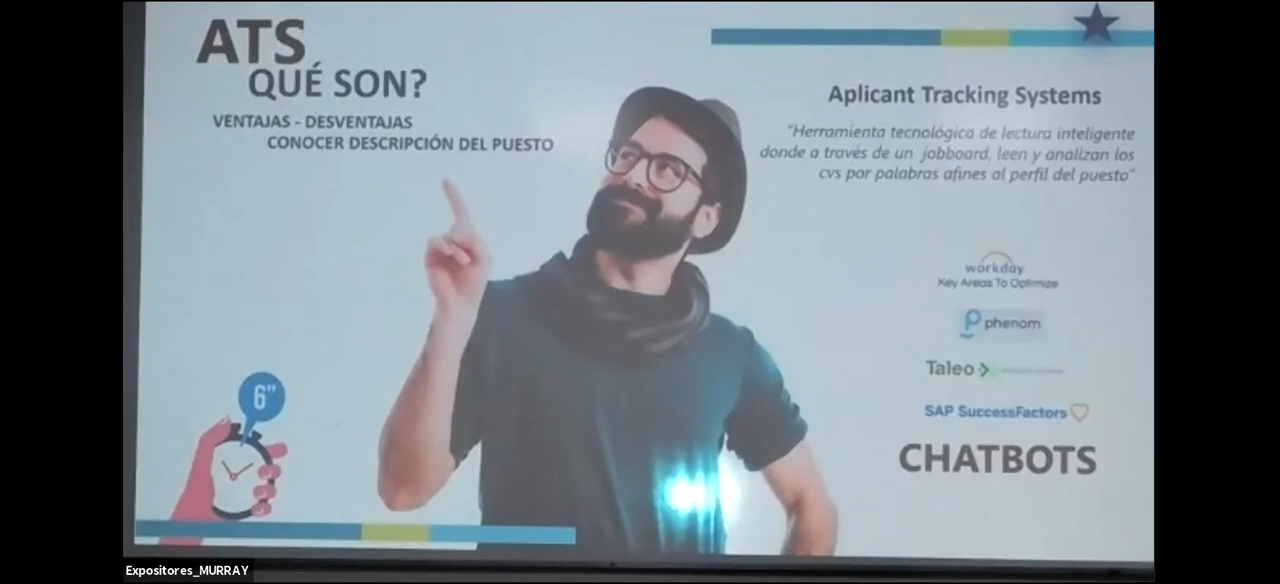 ATS
QUÉ SON?
VENTAJAS - DESVENTAJAS
CONOCER DESCRIPCIÓN DEL PUESTO
Aplicant Tracking Systems
"Herramienta tecnológica de lectura inteligente
donde a través de un jobboard, leen y analizan los
cvs por palabras afines al perfil del puesto"
workday
Key Areas To Optimize
phenom
Taleo
SAP SuccessFactors
CHATBOTS
6"
Expositores_MURRAY